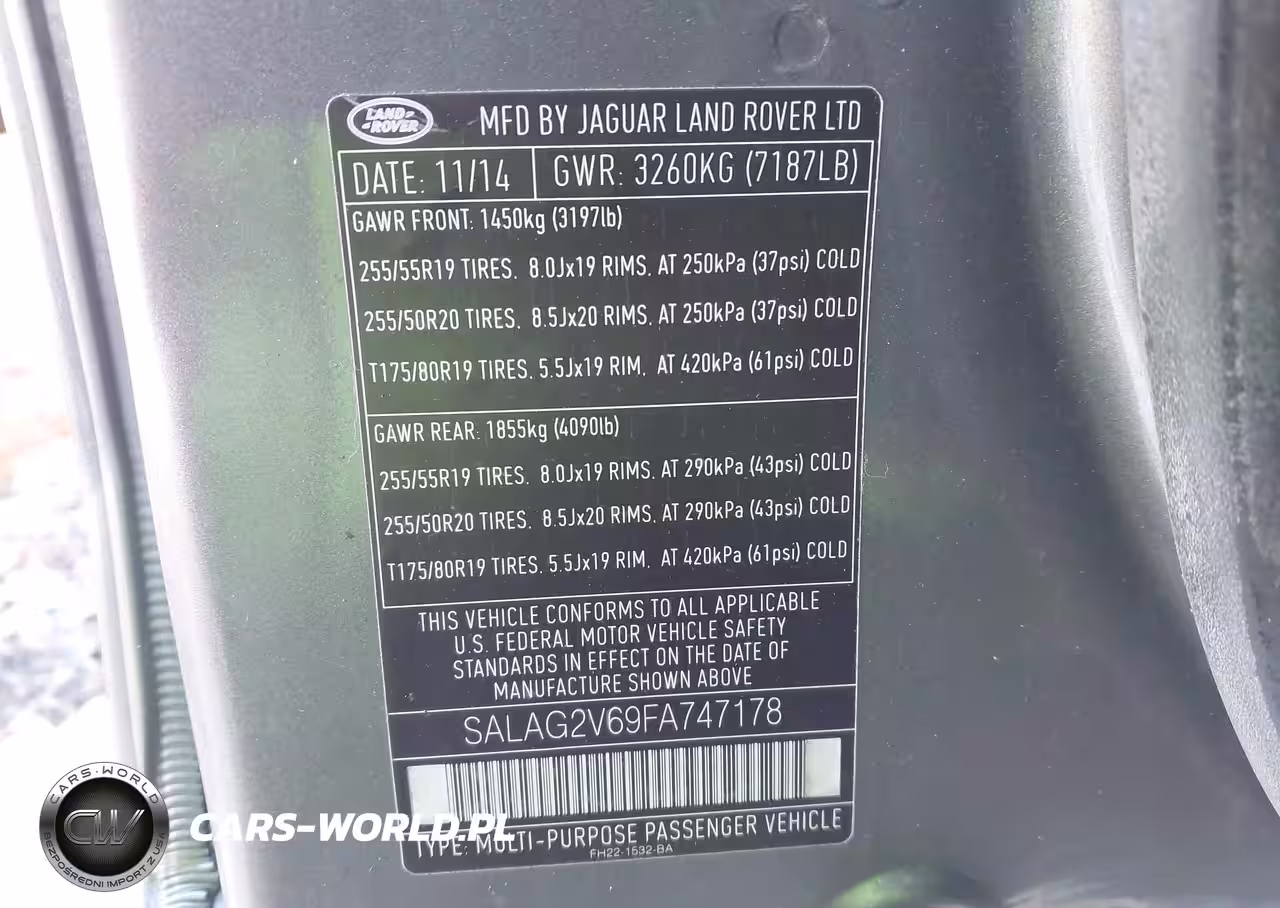 LAND ROVER
MFD BY JAGUAR LAND ROVER LTD
DATE: 11/14 GWR: 3260KG (7187LB)
GAWR FRONT: 1450kg (3197lb)
255/55R19 TIRES. 8.0Jx19 RIMS. AT 250kPa (37psi) COLD
255/50R20 TIRES. 8.5Jx20 RIMS. AT 250kPa (37psi) COLD
T175/80R19 TIRES. 5.5Jx19 RIM. AT 420kPa (61psi) COLD
GAWR REAR: 1855kg (4090lb)
255/55R19 TIRES. 8.0Jx19 RIMS. AT 290kPa (43psi) COLD
255/50R20 TIRES. 8.5Jx20 RIMS. AT 290kPa (43psi) COLD
T175/80R19 TIRES. 5.5Jx19 RIM. AT 420kPa (61psi) COLD
THIS VEHICLE CONFORMS TO ALL APPLICABLE
U.S. FEDERAL MOTOR VEHICLE SAFETY
STANDARDS IN EFFECT ON THE DATE OF
MANUFACTURE SHOWN ABOVE
SALAG2V69FA747178
TYPE: MULTI-PURPOSE PASSENGER VEHICLE
FH22-1532-BA
CARS-WORLD
CW
BEZPOŚREDNI IMPORT Z USA
CARS-WORLD.PL